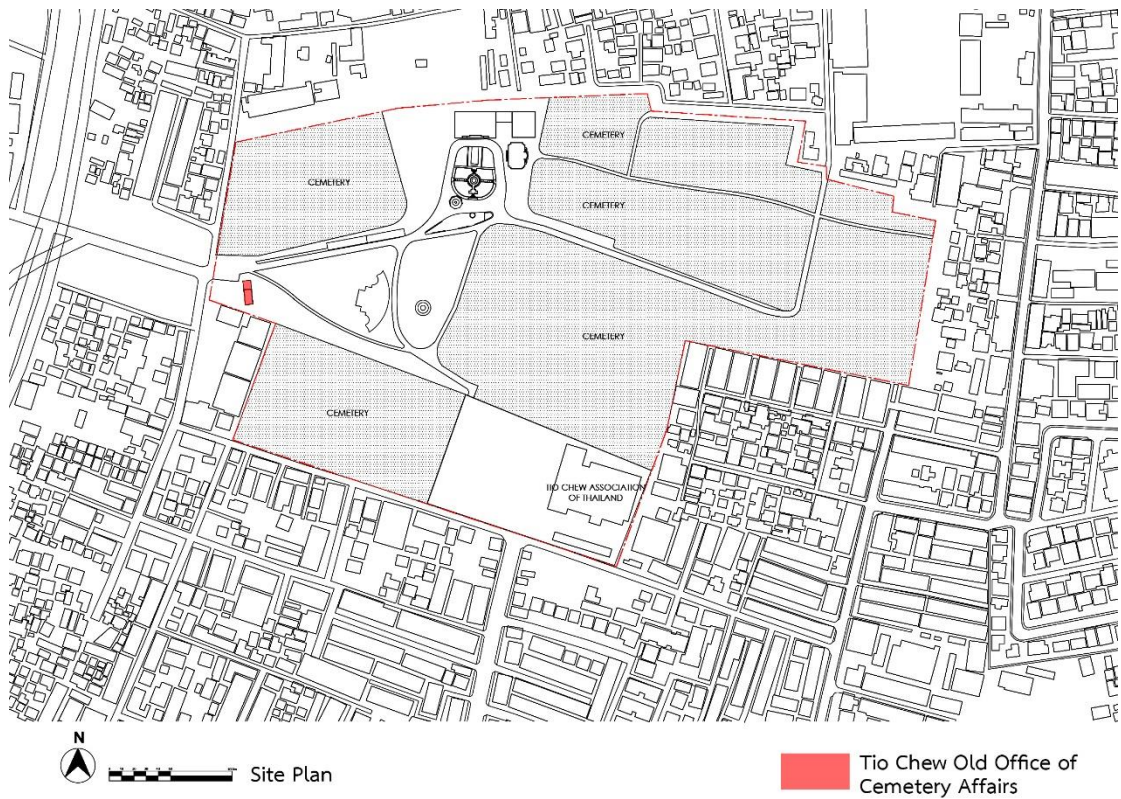 CEMETERY
CEMETERY
CEMETERY
CEMETERY
CEMETERY
TIO CHEW ASSOCIATION
OF THAILAND
N
Site Plan
Tio Chew Old Office of
Cemetery Affairs